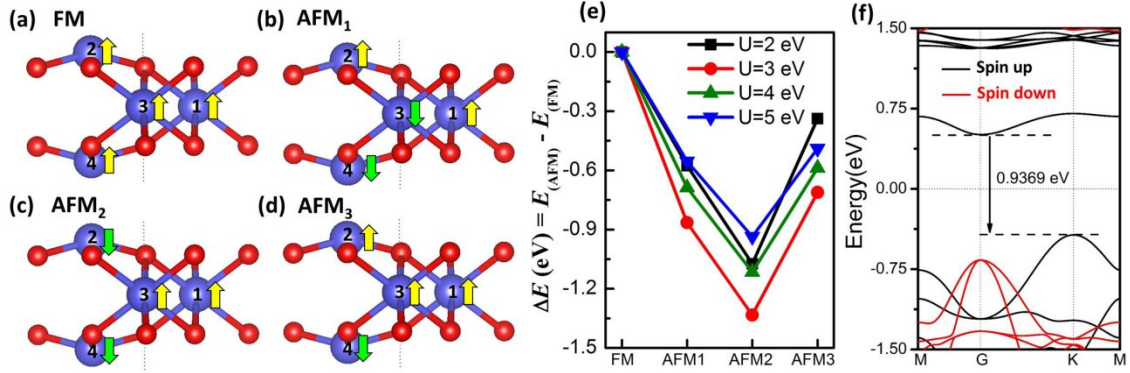 (a) FM
2
3 1
4
(b) AFM1
2
3 1
4
(c) AFM2
2
3 1
4
(d) AFM3
2
3 1
4
(e)
ΔE (eV) = E(AFM) - E(FM)
0.0
-0.3
-0.6
-0.9
-1.2
-1.5
U=2 eV
U=3 eV
U=4 eV
U=5 eV
FM AFM1 AFM2 AFM3
(f)
Energy(eV)
1.50
0.75
0.00
-0.75
-1.50
Spin up
Spin down
0.9369 eV
M G K M